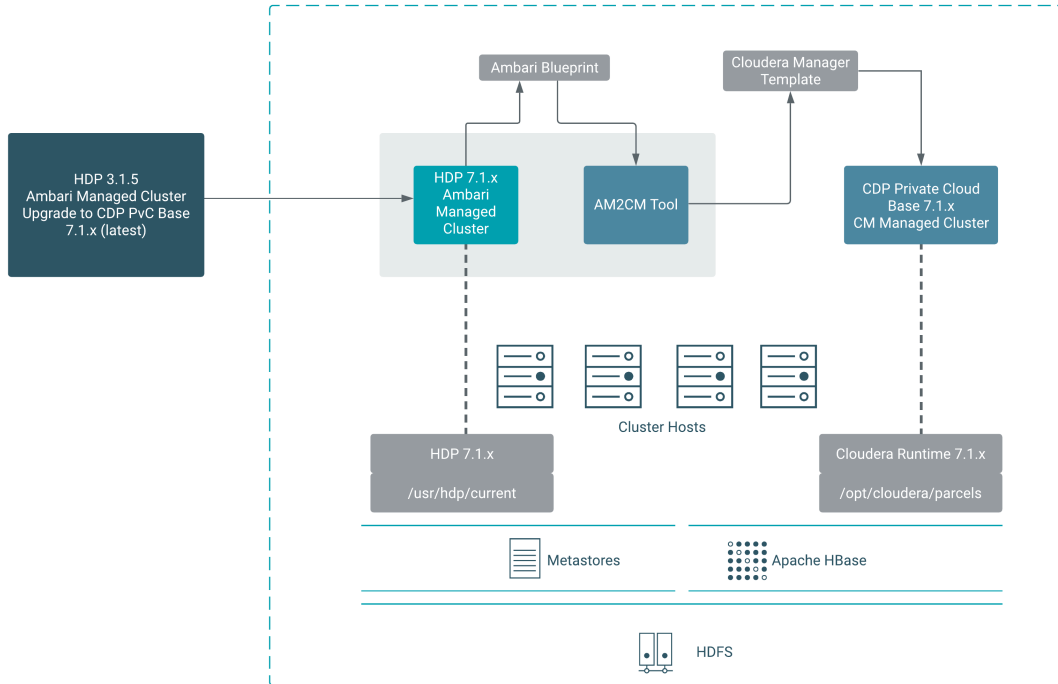 Ambari Blueprint
Cloudera Manager
Template
HDP 3.1.5
Ambari Managed Cluster
Upgrade to CDP PvC Base
7.1.x (latest)
HDP 7.1.x
Ambari
Managed
Cluster
AM2CM Tool
CDP Private Cloud
Base 7.1.x
CM Managed Cluster
Cluster Hosts
HDP 7.1.x
/usr/hdp/current
Cloudera Runtime 7.1.x
/opt/cloudera/parcels
Metastores
Apache HBase
HDFS